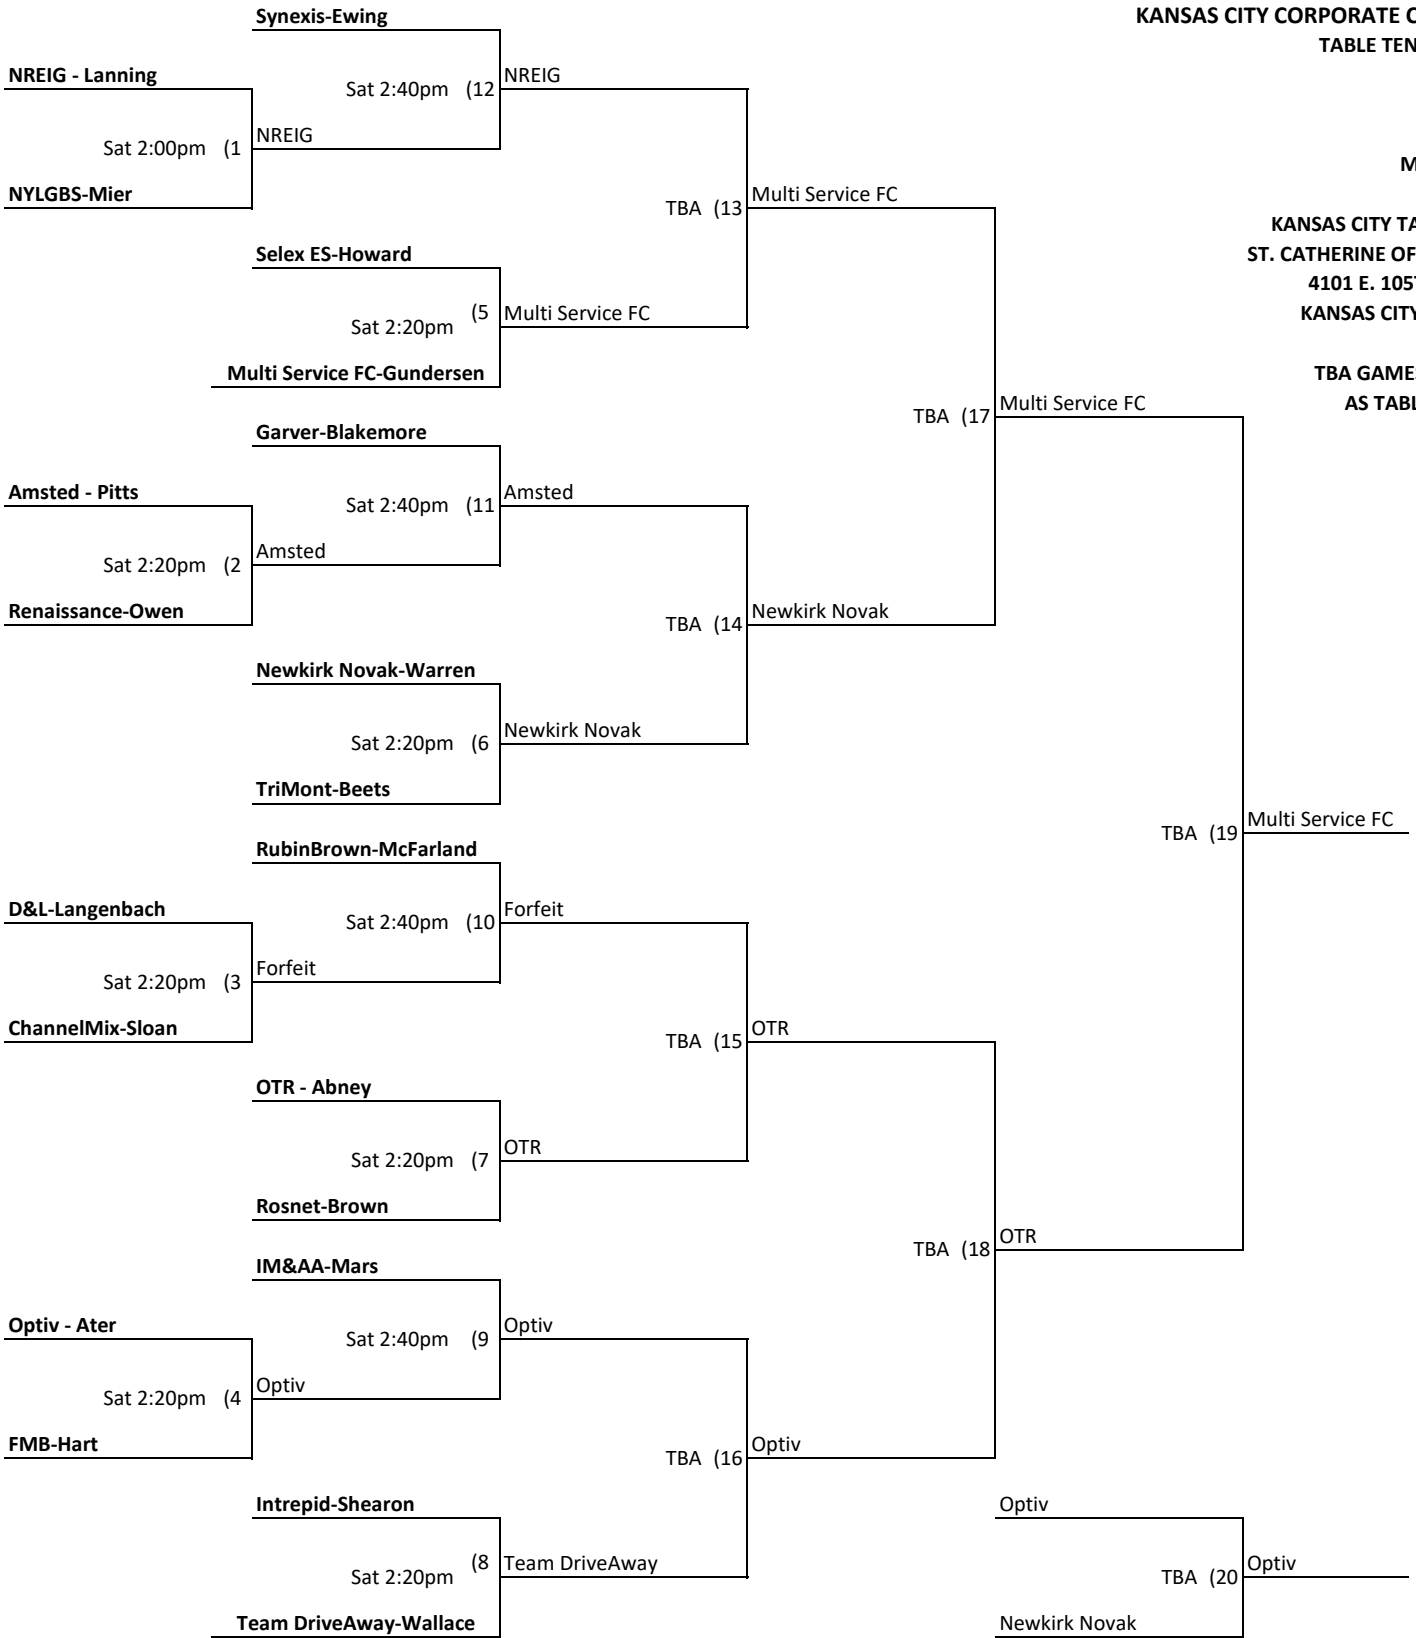 Synexis-Ewing
KANSAS CITY CORPORATE C
TABLE TEN
NREIG - Lanning
Sat 2:40pm (12
NREIG
Sat 2:00pm (1
NREIG
M
NYLGBS-Mier
TBA (13
Multi Service FC
KANSAS CITY TA
Selex ES-Howard
ST. CATHERINE OF
4101 E. 105
Sat 2:20pm (5
Multi Service FC
KANSAS CITY
Multi Service FC-Gundersen
TBA GAMES
AS TABL
TBA (17
Multi Service FC
Garver-Blakemore
Amsted - Pitts
Sat 2:40pm (11
Amsted
Sat 2:20pm (2
Amsted
Renaissance-Owen
TBA (14
Newkirk Novak
Newkirk Novak-Warren
Sat 2:20pm (6
Newkirk Novak
TriMont-Beets
TBA (19
Multi Service FC
RubinBrown-McFarland
D&L-Langenbach
Sat 2:40pm (10
Forfeit
Sat 2:20pm (3
Forfeit
ChannelMix-Sloan
TBA (15
OTR
OTR - Abney
Sat 2:20pm (7
OTR
Rosnet-Brown
TBA (18
OTR
IM&AA-Mars
Optiv - Ater
Sat 2:40pm (9
Optiv
Sat 2:20pm (4
Optiv
FMB-Hart
TBA (16
Optiv
Intrepid-Shearon
Optiv
Sat 2:20pm (8
Team DriveAway
TBA (20
Optiv
Team DriveAway-Wallace
Newkirk Novak